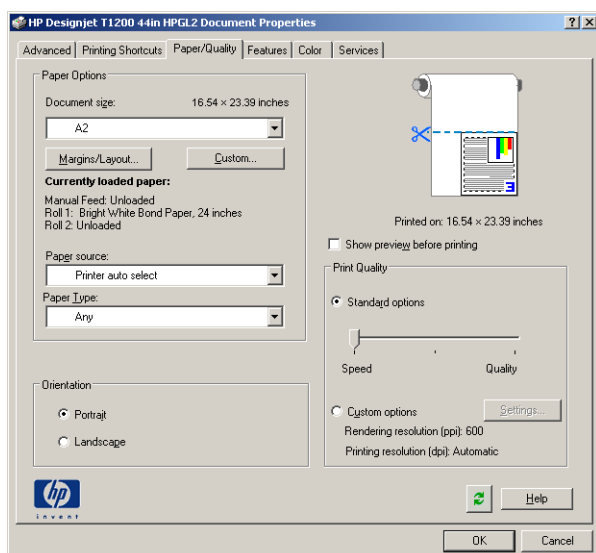 HP Designjet T1200 44in HPGL2 Document Properties
Advanced
Printing Shortcuts
Paper/Quality
Features
Color
Services
Paper Options
Document size:
16.54 × 23.39 inches
A2
Margins/Layout...
Custom...
Currently loaded paper:
Manual Feed: Unloaded
Roll 1: Bright White Bond Paper, 24 inches
Roll 2: Unloaded
Paper source:
Printer auto select
Paper Type:
Any
Orientation
Portrait
Landscape
3
Printed on: 16.54 × 23.39 inches
Show preview before printing
Print Quality
Standard options
Speed
Quality
Custom options
Settings...
Rendering resolution (ppi): 600
Printing resolution (dpi): Automatic
hp
invent
Help
OK
Cancel